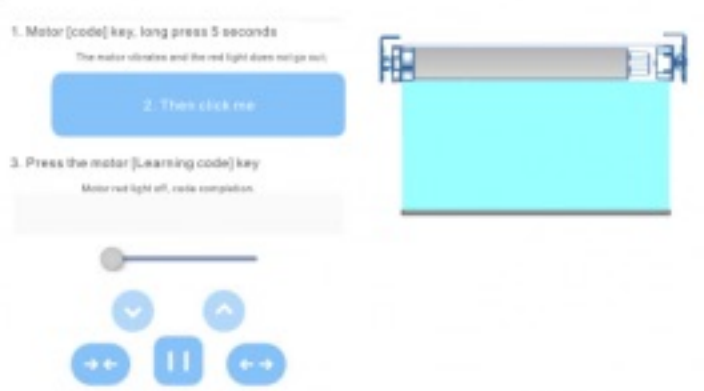 1. Motor [code] key, long press 5 seconds
The motor vibrates and the red light does not go out,
2. Then click me
3. Press the motor [Learning code] key
Motor red light off, code completion.